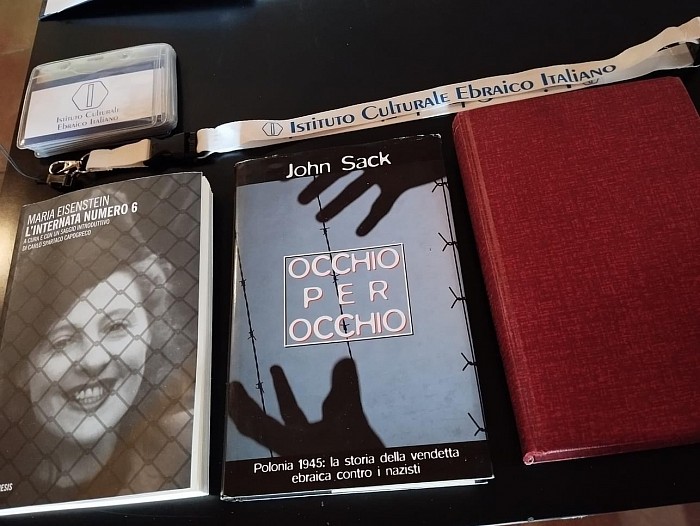 Istituto Culturale
Ebraico Italiano
Istituto Culturale Ebraico Italiano
MARIA EISENSTEIN
L'INTERNATA NUMERO 6
A CURA E CON UN SAGGIO INTRODUTTIVO
DI CARLO SPARTACO CAPOGRECO
John Sack
OCCHIO
PER
OCCHIO
Polonia 1945: la storia della vendetta
ebraica contro i nazisti